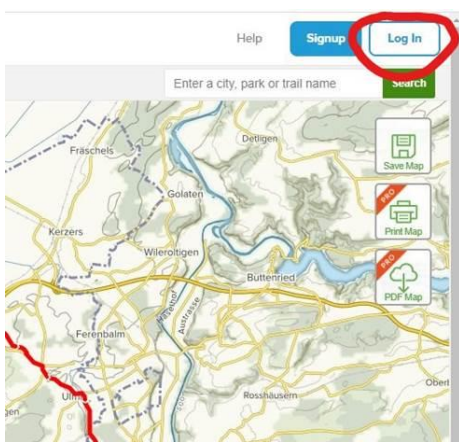 Help
Signup
Log In
Enter a city, park or trail name
Search
Detligen
Fräschels
Save Map
Golaten
PRO
Print Map
Kerzers
Wileroltigen
PRO
Buttenried
PDF Map
Austrasse
Ferenbalm
Rosshäusern